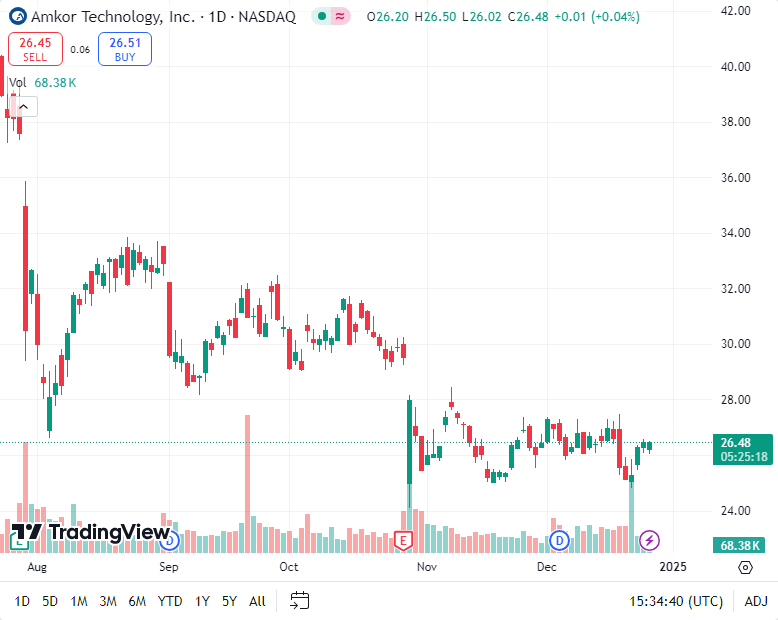 Amkor Technology, Inc. · 1D · NASDAQ O26.20 H26.50 L26.02 C26.48 +0.01 (+0.04%)
26.45 SELL 0.06 26.51 BUY
Vol 68.38K
42.00
40.00
38.00
36.00
34.00
32.00
30.00
28.00
26.48
05:25:18
24.00
TradingView
E D E D
68.38K
Aug Sep Oct Nov Dec 2025
1D 5D 1M 3M 6M YTD 1Y 5Y All 15:34:40 (UTC) ADJ